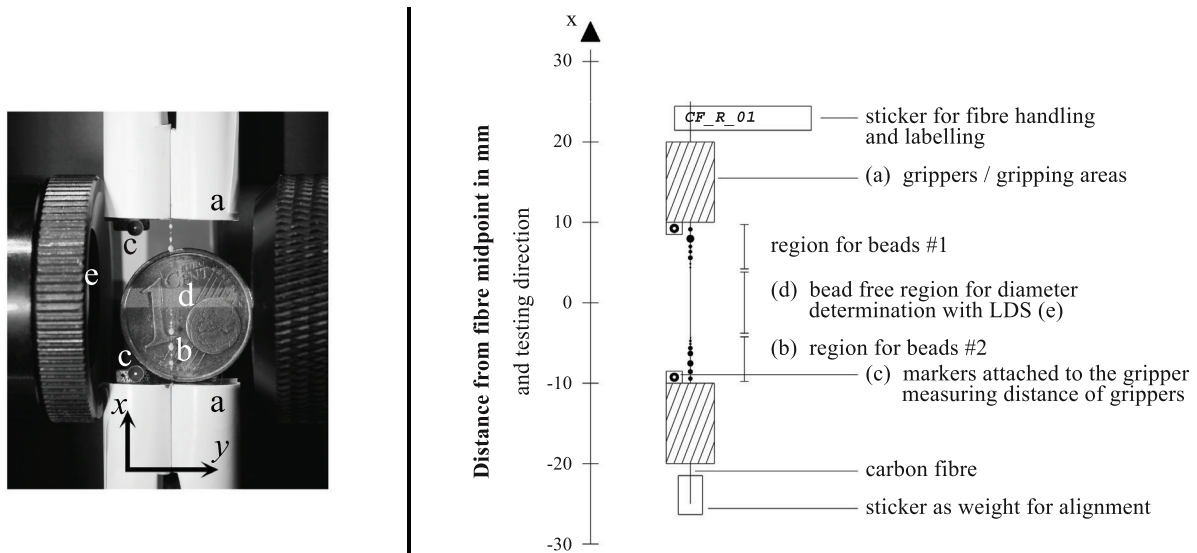 a
c
e
d
b
c
a
x
y
1
CENT
Distance from fibre midpoint in mm
and testing direction
x
30
20
10
0
-10
-20
-30
CF_R_01
sticker for fibre handling
and labelling
(a) grippers / gripping areas
region for beads #1
(d) bead free region for diameter
determination with LDS (e)
(b) region for beads #2
(c) markers attached to the gripper
measuring distance of grippers
carbon fibre
sticker as weight for alignment